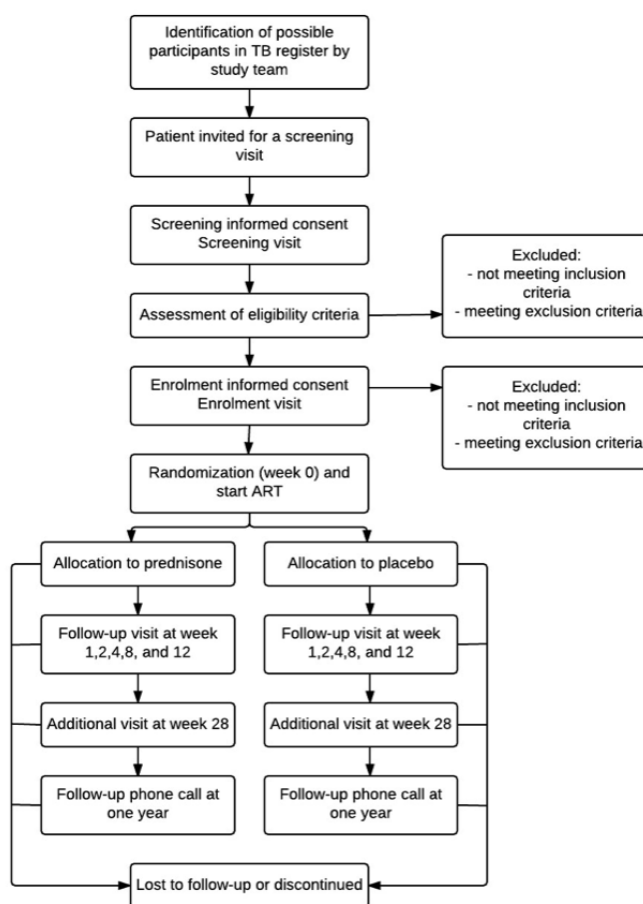 Identification of possible
participants in TB register by
study team
Patient invited for a screening
visit
Screening informed consent
Screening visit
Excluded:
- not meeting inclusion
criteria
- meeting exclusion criteria
Assessment of eligibility criteria
Enrolment informed consent
Enrolment visit
Excluded:
- not meeting inclusion
criteria
- meeting exclusion criteria
Randomization (week 0) and
start ART
Allocation to prednisone
Allocation to placebo
Follow-up visit at week
1,2,4,8, and 12
Follow-up visit at week
1,2,4,8, and 12
Additional visit at week 28
Additional visit at week 28
Follow-up phone call at
one year
Follow-up phone call at
one year
Lost to follow-up or discontinued